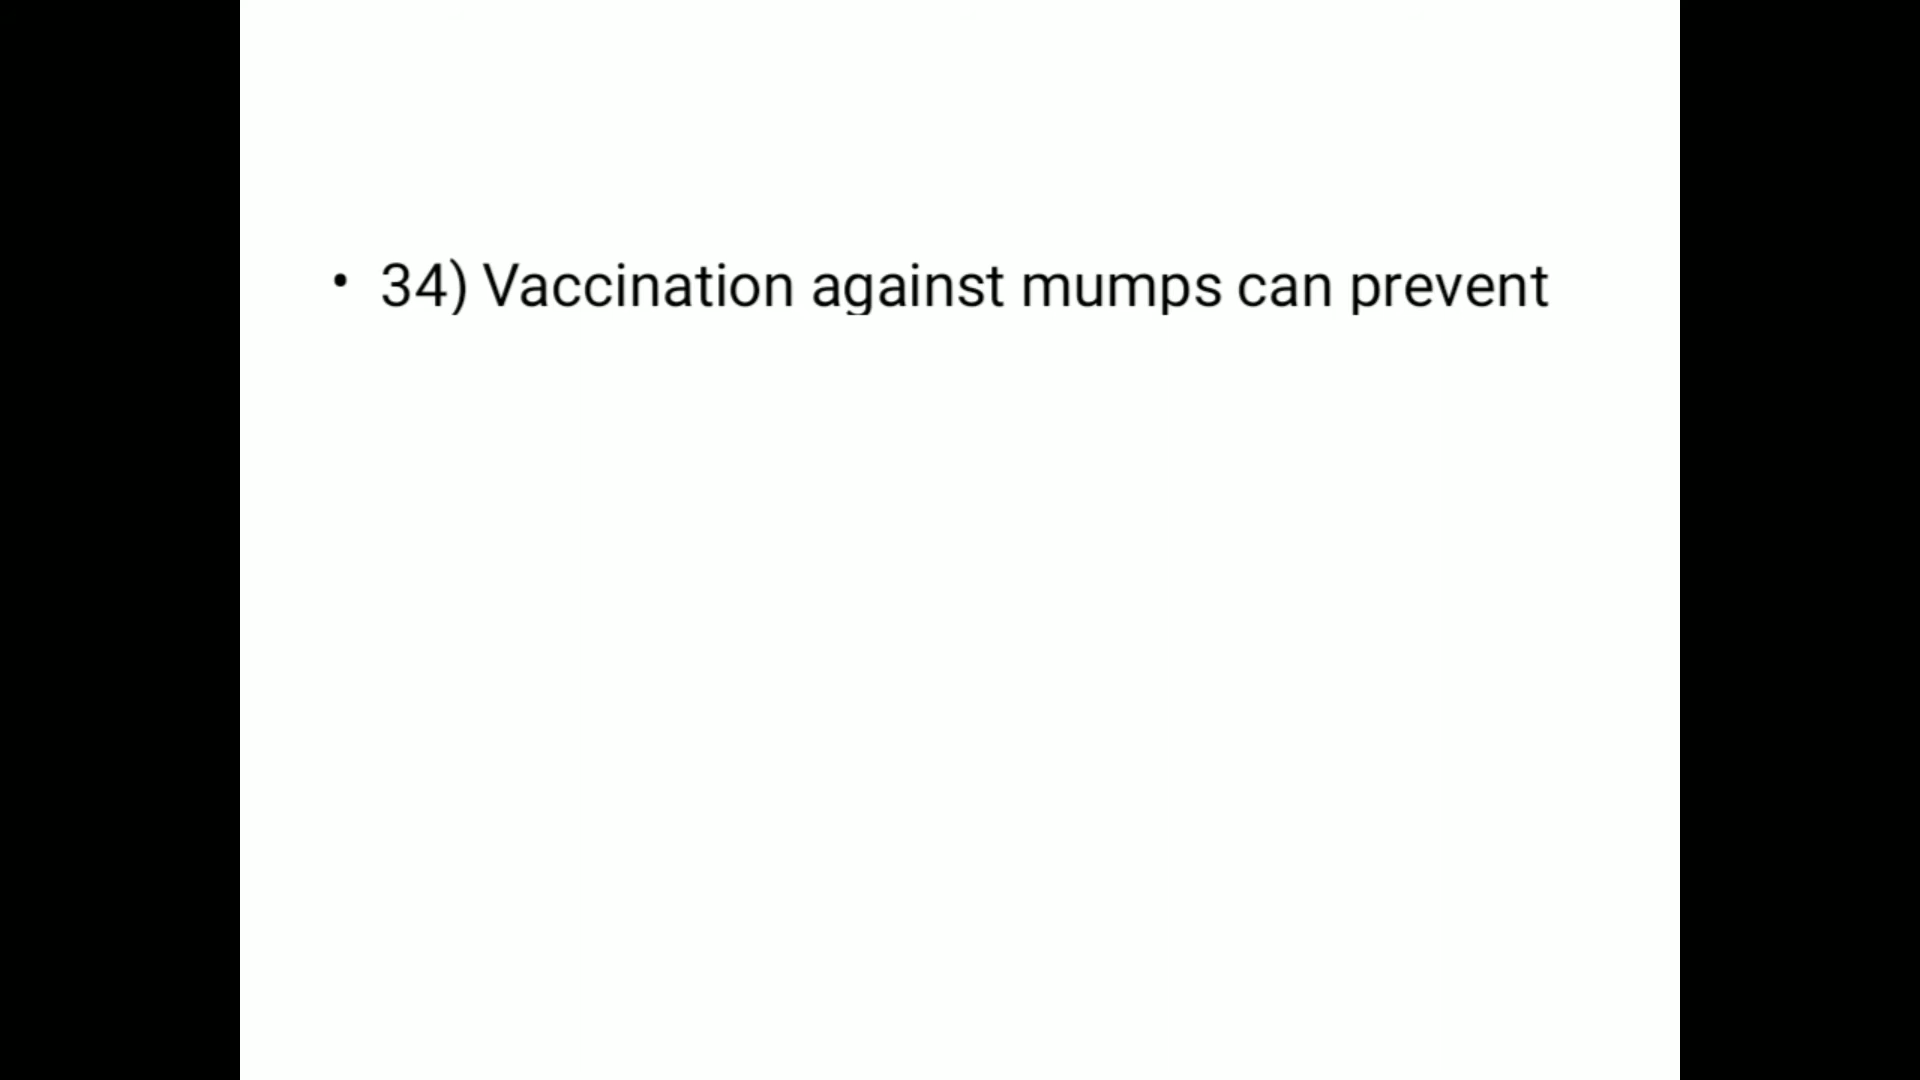 • 34) Vaccination against mumps can prevent